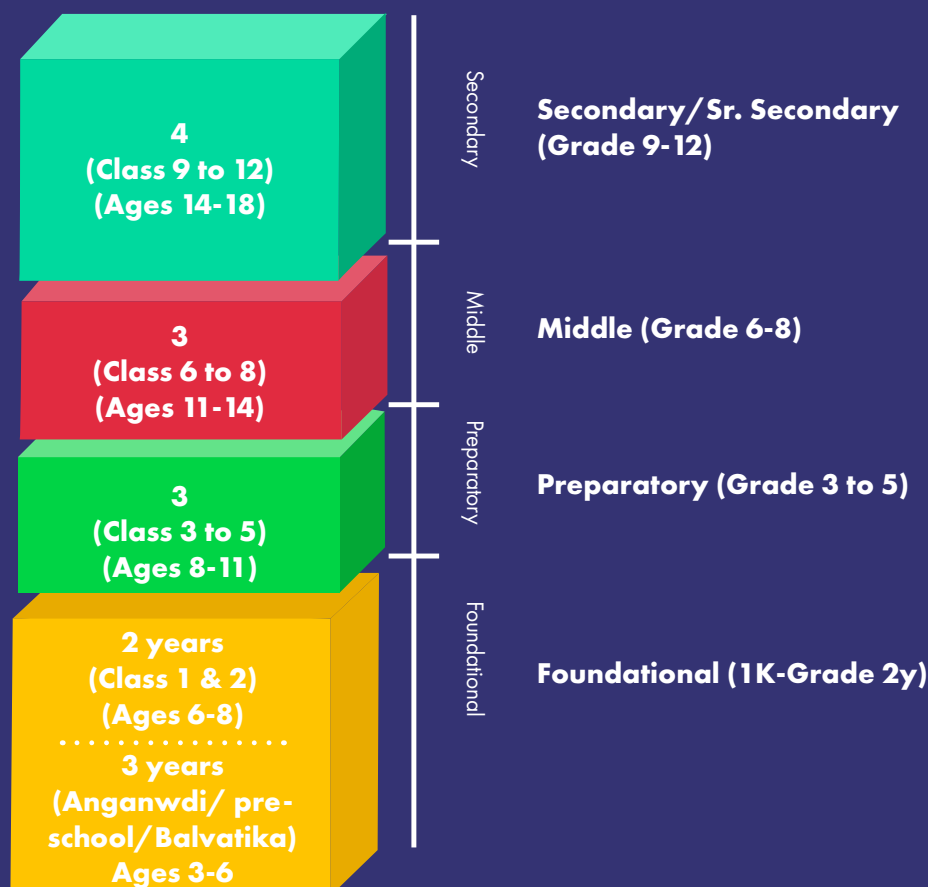 4
(Class 9 to 12)
(Ages 14-18)
Secondary
Secondary/Sr. Secondary
(Grade 9-12)
3
(Class 6 to 8)
(Ages 11-14)
Middle
Middle (Grade 6-8)
3
(Class 3 to 5)
(Ages 8-11)
Preparatory
Preparatory (Grade 3 to 5)
2 years
(Class 1 & 2)
(Ages 6-8)
3 years
(Anganwdi/ pre-
school/Balvatika)
Ages 3-6
Foundational
Foundational (1K-Grade 2y)